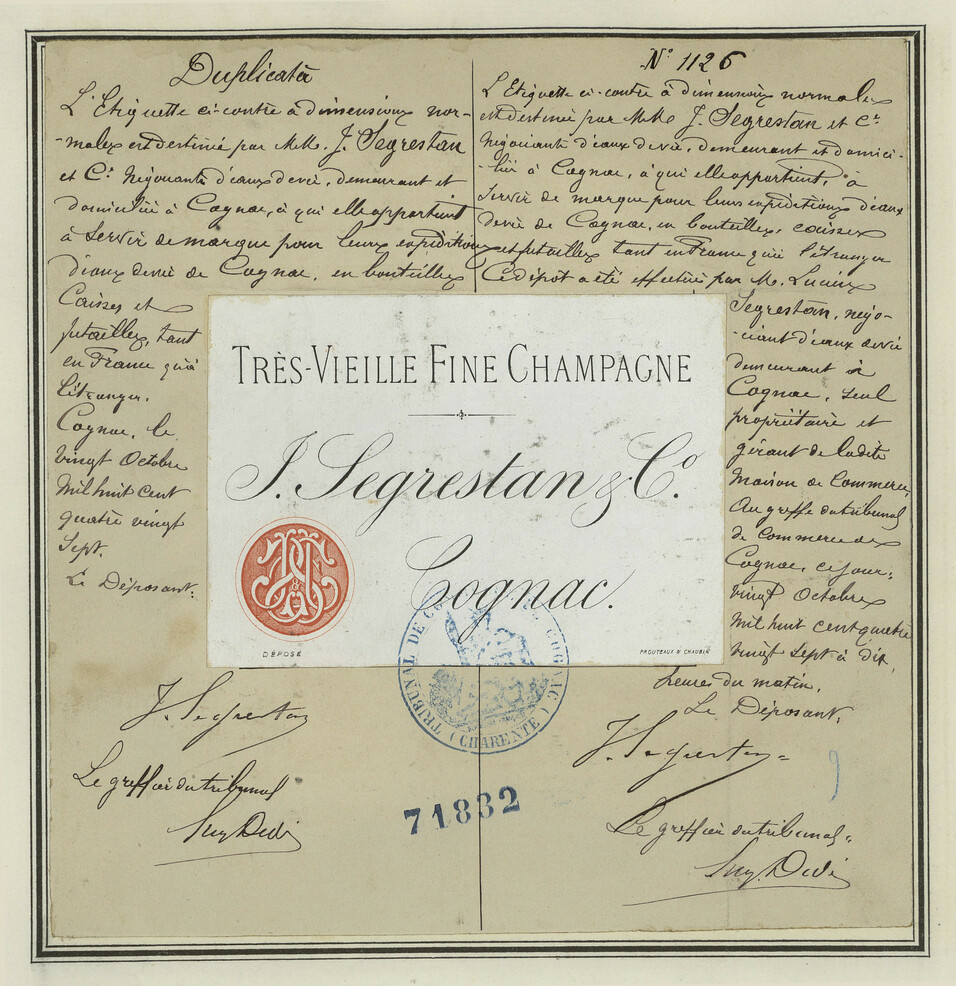 Duplicata
L'Etiquette ci-contre à dimensions nor-
-males est destinée par MM. J. Segrestan
et Cie Négociants d'eaux de vie, demeurant et
domiciliés à Cognac, à qui elle appartient
à servir de marque pour leurs expéditions
d'eaux de vie de Cognac, en bouteilles
Caisses et
futailles, tant
en France qu'à
l'étranger.
Cognac, le
vingt Octobre
Mil huit cent
quatre vingt
Sept.
Le Déposant:
J. Segrestan
Le greffier du tribunal
N° 1126
L'Etiquette ci-contre à dimensions normales
est destinée par MM. J. Segrestan et Cie
Négociants d'eaux de vie, demeurant et domici-
-liés à Cognac, à qui elle appartient, à
servir de marque pour leurs expéditions d'eaux
de vie de Cognac, en bouteilles, caisses
et futailles tant en France qu'à l'étranger
Ce dépôt a été effectué par M. Lucien
Segrestan, négo-
-ciant d'eaux de vie
demeurant à
Cognac, seul
propriétaire et
gérant de la dite
Maison de Commerce,
Au greffe du tribunal
de Commerce de
Cognac, ce jour:
vingt Octobre
Mil huit cent quatre
vingt sept à dix
heures du matin.
Le Déposant,
J. Segrestan
Le greffier du tribunal
TRÈS-VIEILLE FINE CHAMPAGNE
J. Segrestan & Co.
Cognac.
DÉPOSÉ
PROUTEAUX & CHAUBIN
TRIBUNAL DE CO COGNAC (CHARENTE)
71832